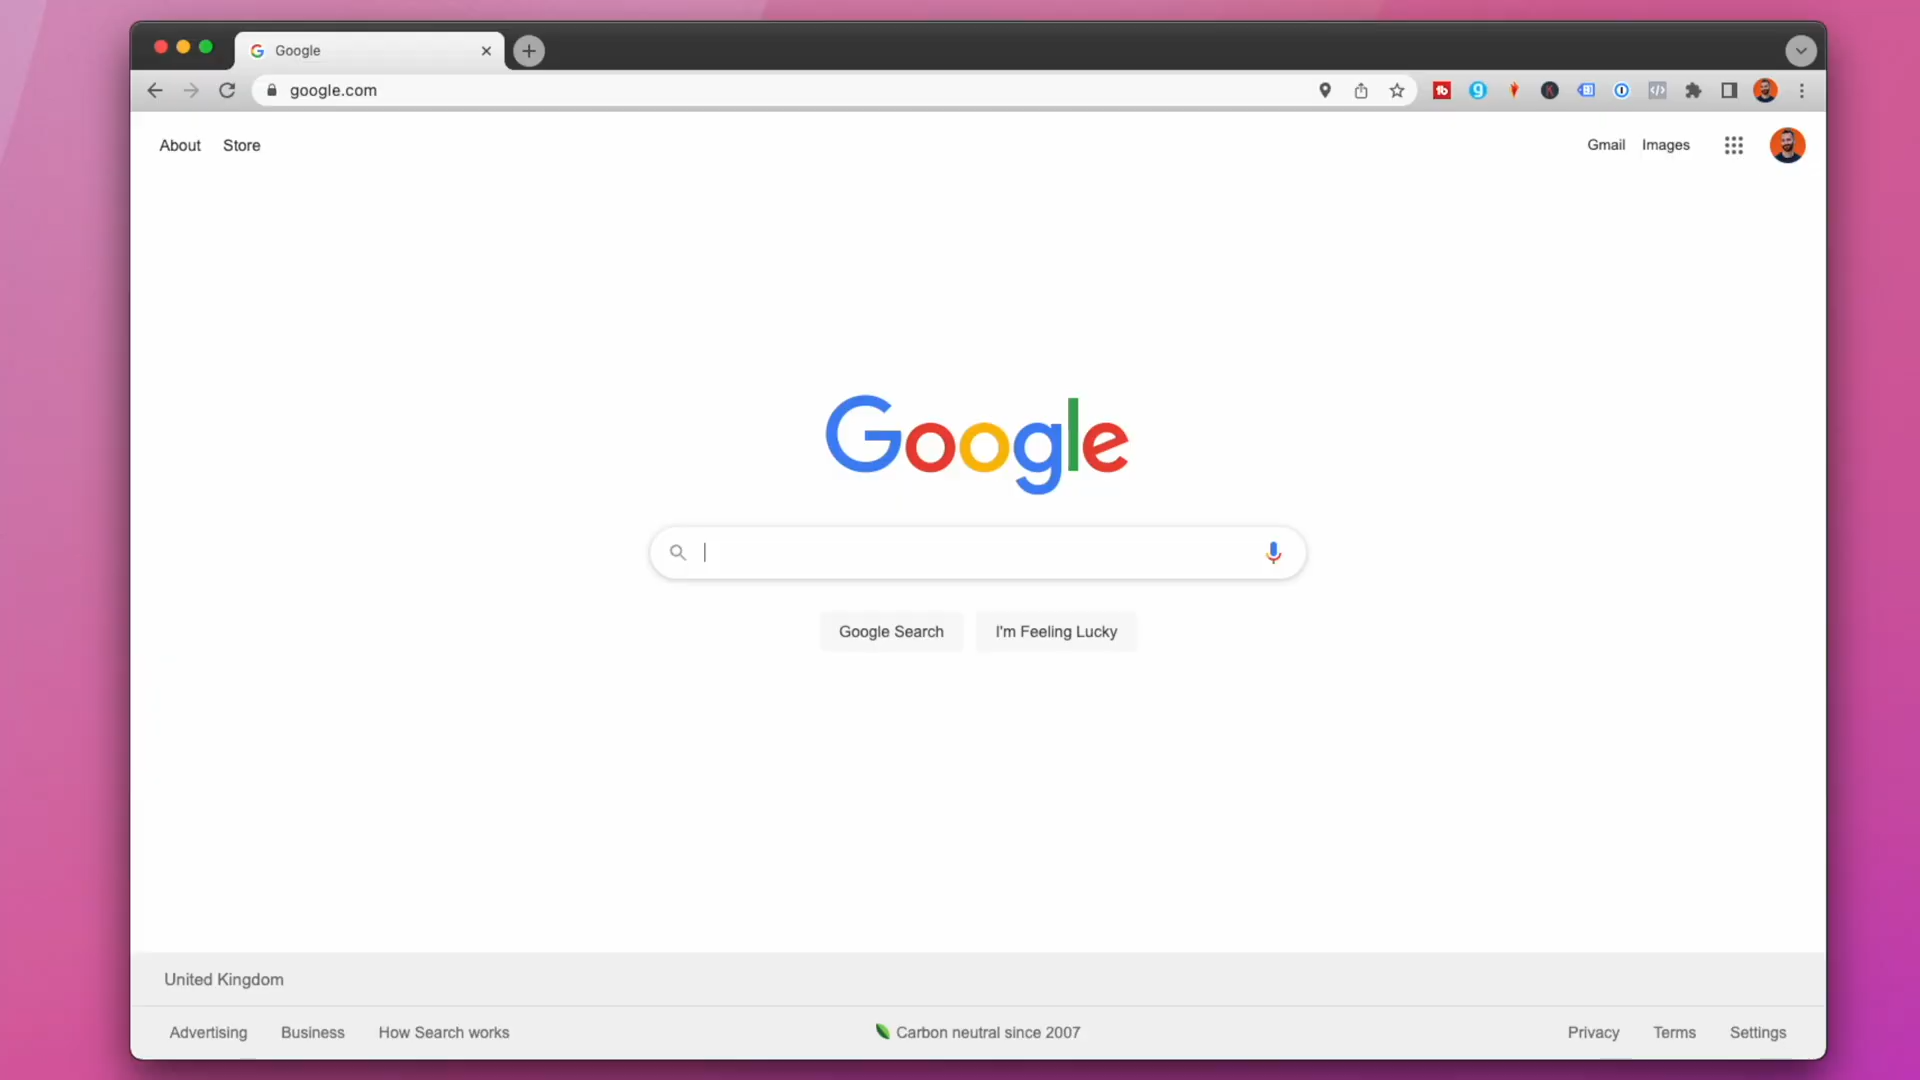 Google
google.com
About Store
Gmail Images
Google
Google Search I'm Feeling Lucky
United Kingdom
Advertising Business How Search works
Carbon neutral since 2007
Privacy Terms Settings